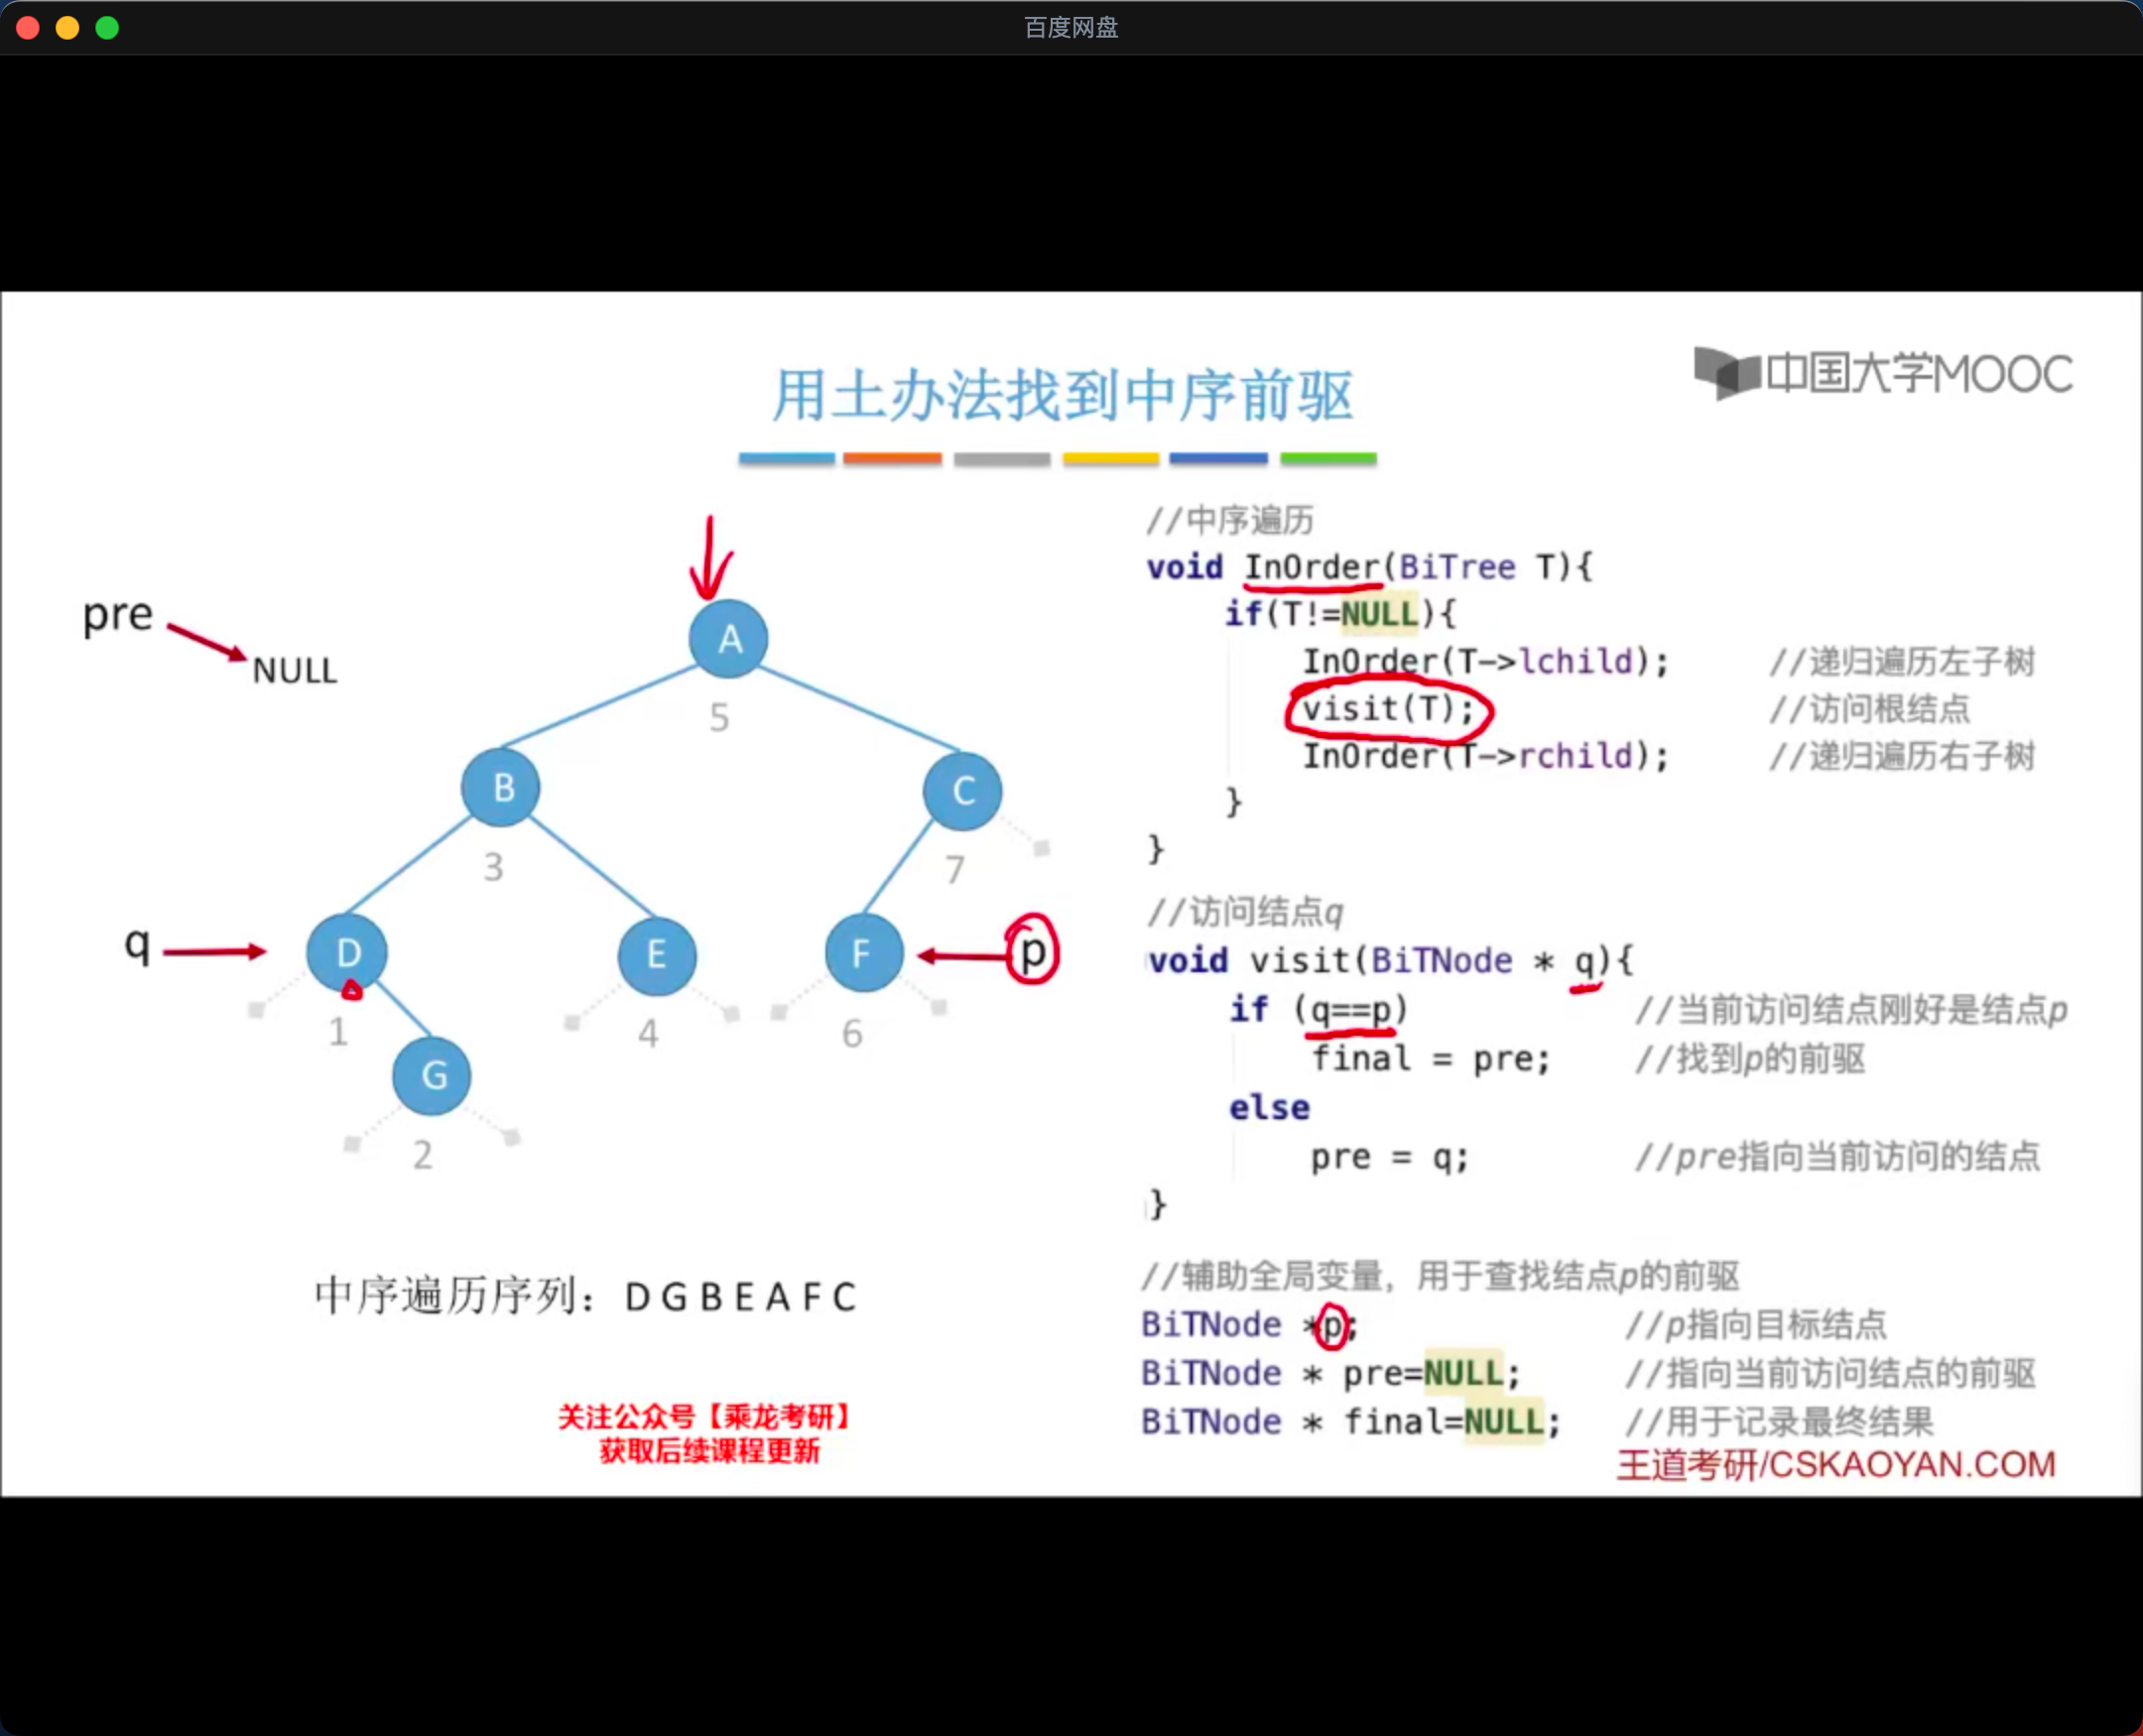 百度网盘
中国大学MOOC
用土办法找到中序前驱
pre
NULL
A
5
B
3
C
7
q
D
1
E
4
F
6
p
G
2
中序遍历序列：D G B E A F C
关注公众号【乘龙考研】
获取后续课程更新
//中序遍历
void InOrder(BiTree T){
if(T!=NULL){
InOrder(T->lchild); //递归遍历左子树
visit(T); //访问根结点
InOrder(T->rchild); //递归遍历右子树
}
}
//访问结点q
void visit(BiTNode * q){
if (q==p) //当前访问结点刚好是结点p
final = pre; //找到p的前驱
else
pre = q; //pre指向当前访问的结点
}
//辅助全局变量，用于查找结点p的前驱
BiTNode *p; //p指向目标结点
BiTNode * pre=NULL; //指向当前访问结点的前驱
BiTNode * final=NULL; //用于记录最终结果
王道考研/CSKAOYAN.COM